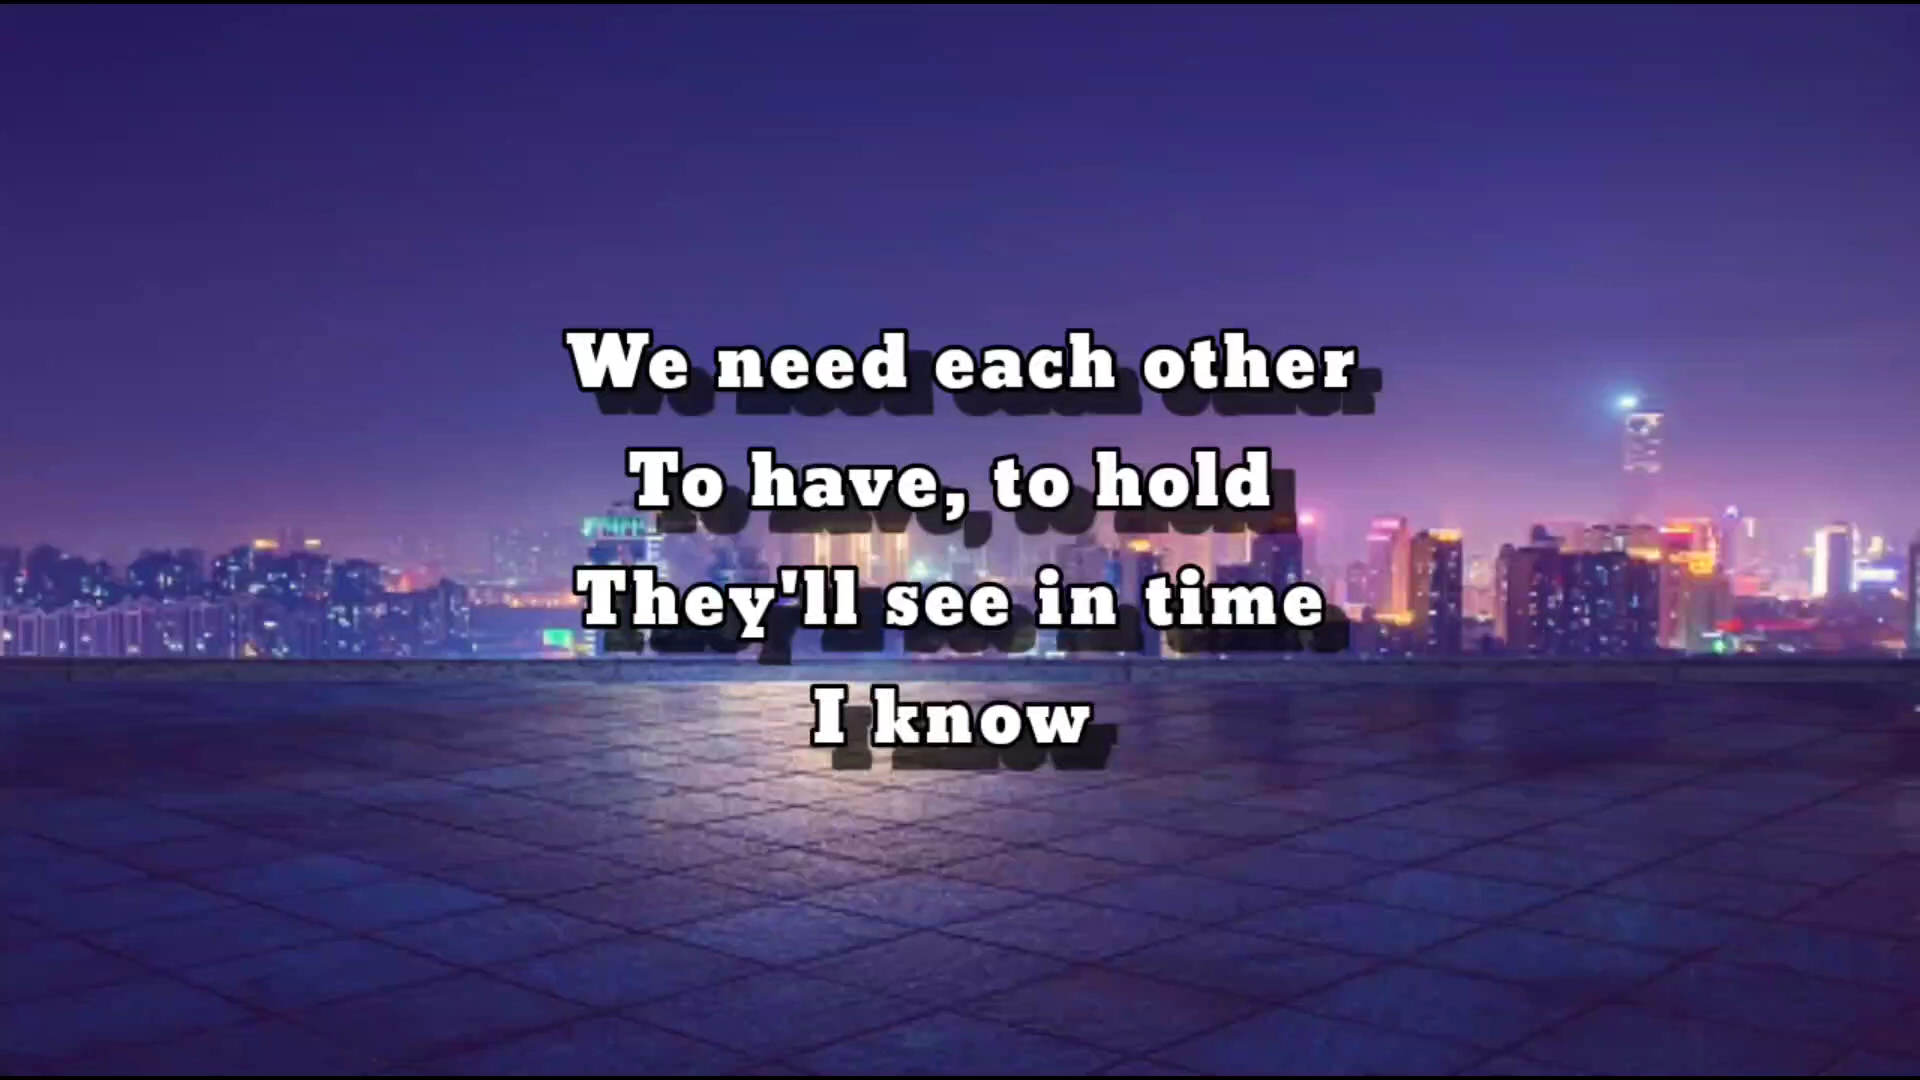 We need each other
To have, to hold
They'll see in time
I know